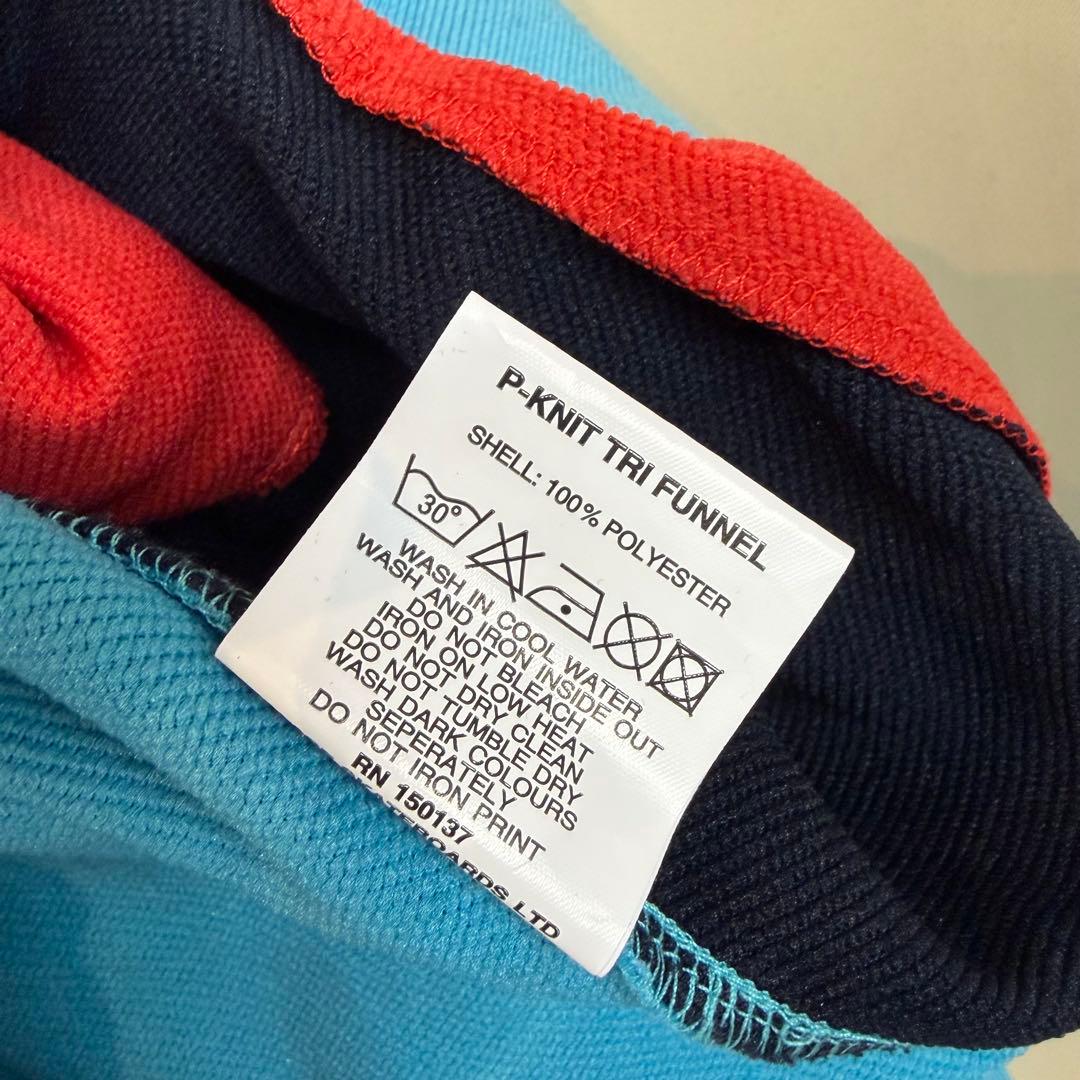 P-KNIT TRI FUNNEL
SHELL: 100% POLYESTER
30°
WASH IN COOL WATER
WASH AND IRON INSIDE OUT
DO NOT BLEACH
IRON ON LOW HEAT
DO NOT DRY CLEAN
DO NOT TUMBLE DRY
WASH DARK COLOURS
SEPERATELY
DO NOT IRON PRINT
RN 150137
LTD